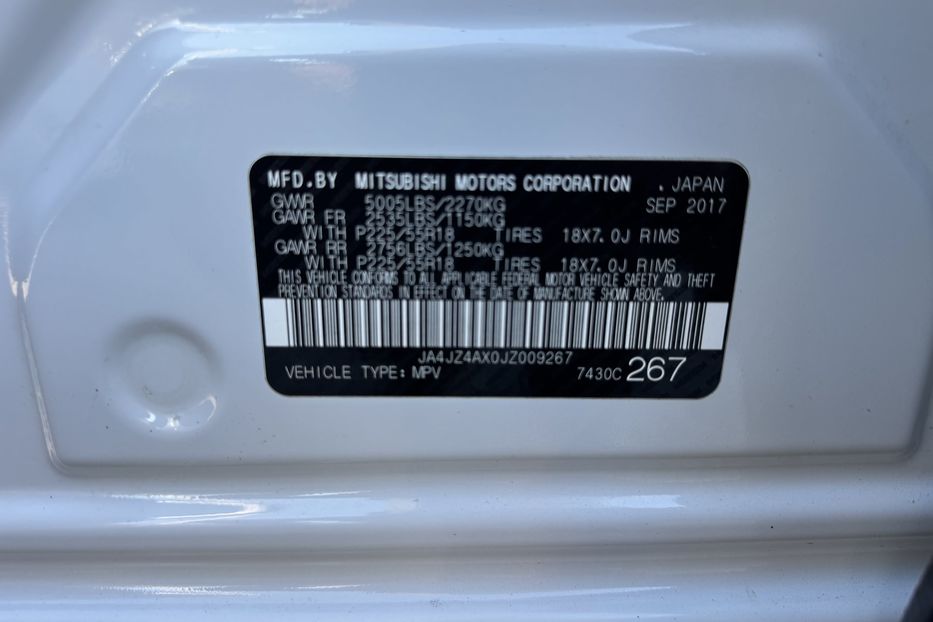 MFD.BY MITSUBISHI MOTORS CORPORATION , JAPAN
GVWR 5005LBS/2270KG SEP 2017
GAWR FR 2535LBS/1150KG
WITH P225/55R18 TIRES 18X7.0J RIMS
GAWR RR 2756LBS/1250KG
WITH P225/55R18 TIRES 18X7.0J RIMS
THIS VEHICLE CONFORMS TO ALL APPLICABLE FEDERAL MOTOR VEHICLE SAFETY AND THEFT
PREVENTION STANDARDS IN EFFECT ON THE DATE OF MANUFACTURE SHOWN ABOVE.
JA4JZ4AX0JZ009267
VEHICLE TYPE: MPV 7430C 267